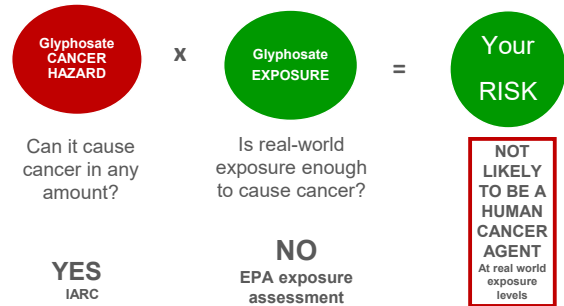 Glyphosate
CANCER
HAZARD
x
Glyphosate
EXPOSURE
=
Your
RISK
Can it cause
cancer in any
amount?
Is real-world
exposure enough
to cause cancer?
NOT
LIKELY
TO BE A
HUMAN
CANCER
AGENT
At real world
exposure
levels
YES
IARC
NO
EPA exposure
assessment